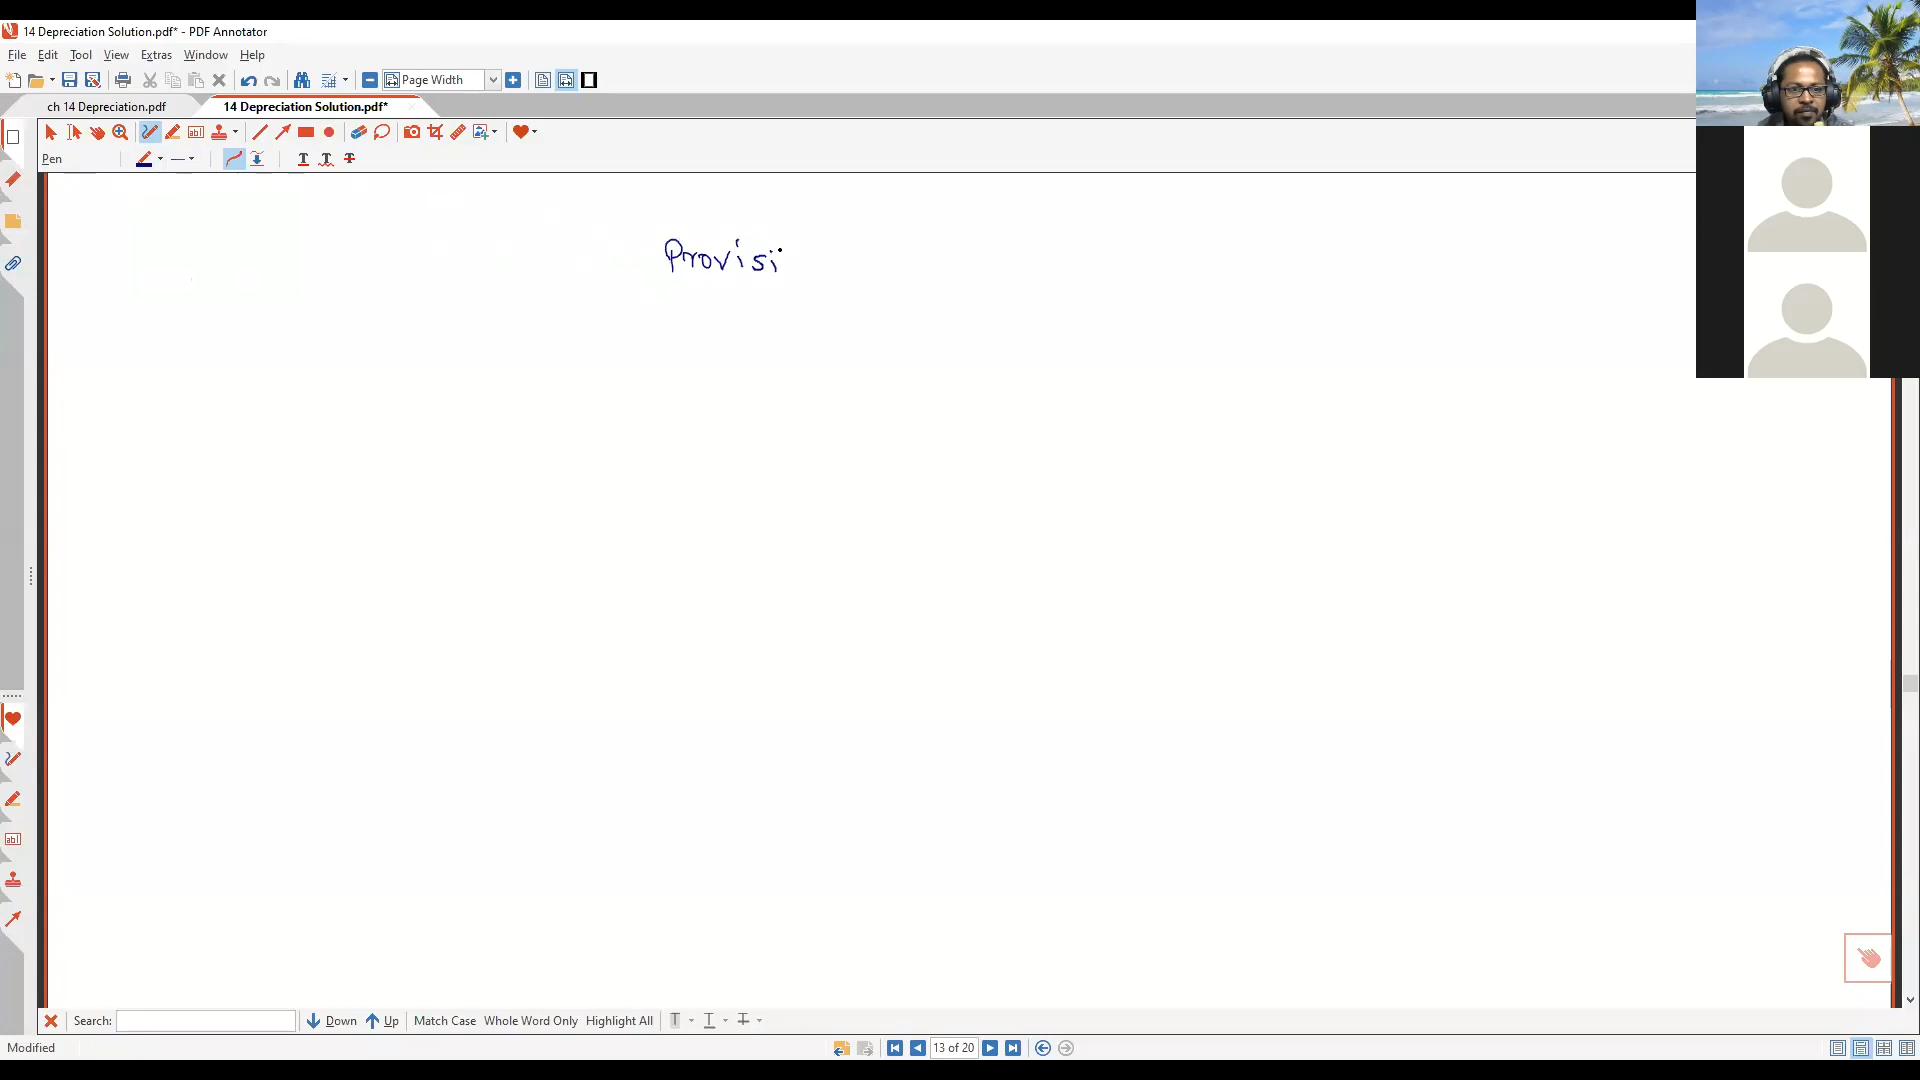 14 Depreciation Solution.pdf* - PDF Annotator
File Edit Tool View Extras Window Help
Page Width
ch 14 Depreciation.pdf 14 Depreciation Solution.pdf*
Pen
Provisi
Search: Down Up Match Case Whole Word Only Highlight All
Modified 13 of 20